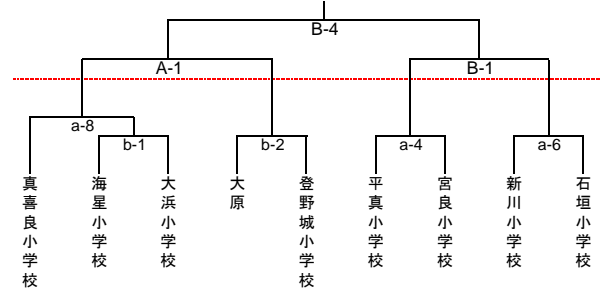 B-4
A-1
B-1
a-8
b-1
b-2
a-4
a-6
真喜良小学校
海星小学校
大浜小学校
大原
登野城小学校
平真小学校
宮良小学校
新川小学校
石垣小学校